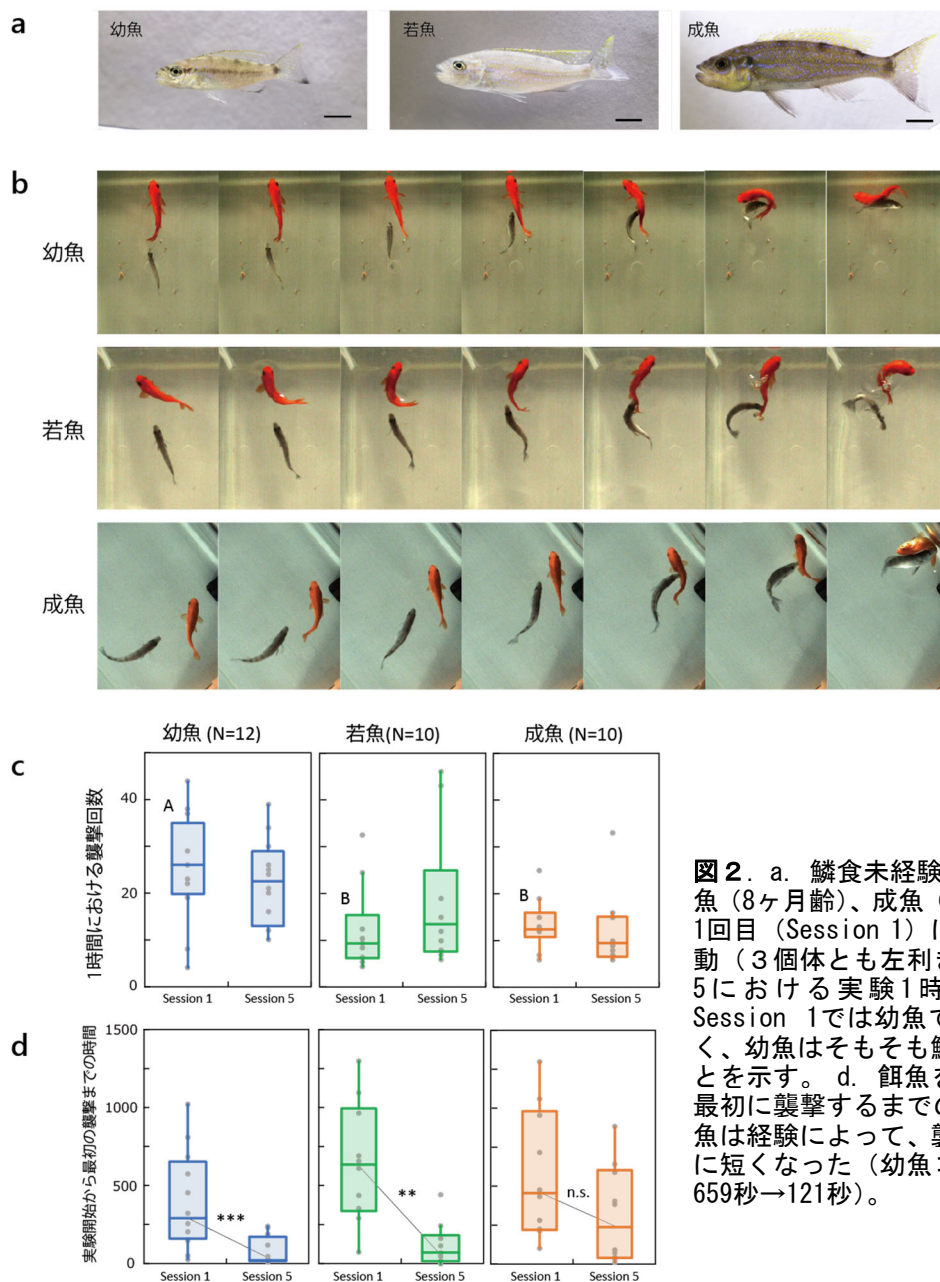 a
幼魚
若魚
成魚
b
幼魚
若魚
成魚
幼魚 (N=12)
若魚(N=10)
成魚 (N=10)
c
1時間における襲撃回数
40
20
0
A
B
B
Session 1
Session 5
Session 1
Session 5
Session 1
Session 5
d
実験開始から最初の襲撃までの時間
1500
1000
500
0
***
**
n.s.
Session 1
Session 5
Session 1
Session 5
Session 1
Session 5
図2. a. 鱗食未経験
魚（8ヶ月齢）、成魚（
1回目（Session 1）に
動（３個体とも左利き
5における実験1時
Session 1では幼魚で
く、幼魚はそもそも
とを示す。 d. 餌魚を
最初に襲撃するまでの
魚は経験によって、
に短くなった（幼魚
659秒→121秒）。